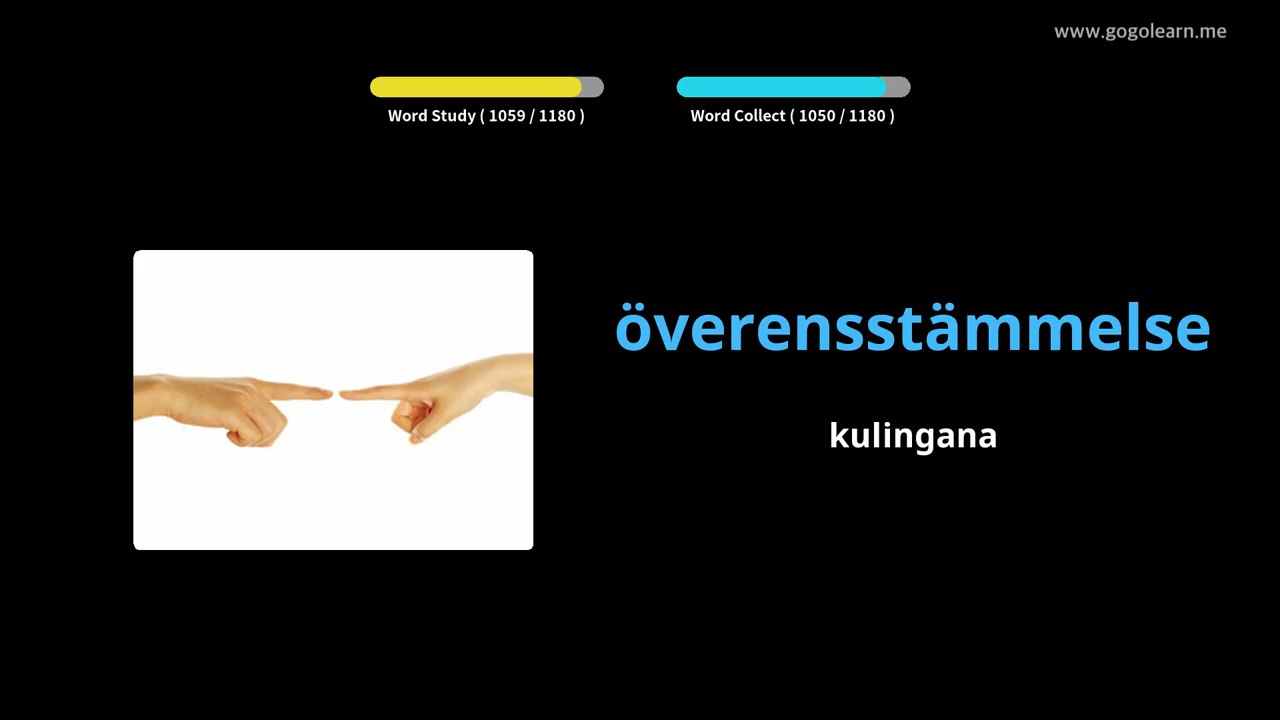 www.gogolearn.me
Word Study ( 1059 / 1180 )
Word Collect ( 1050 / 1180 )
överensstämmelse
kulingana